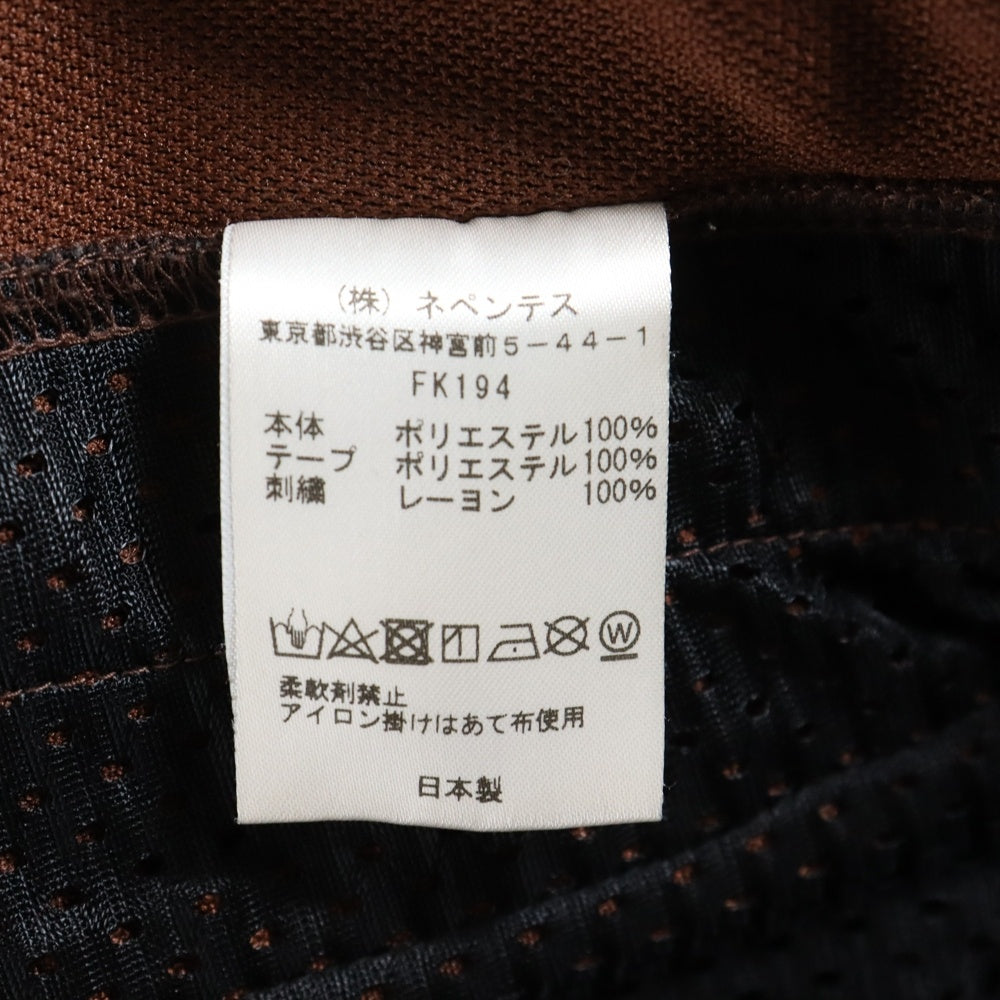 （株）ネペンテス
東京都渋谷区神宮前５－４４－１
FK194
本体 ポリエステル100%
テープ ポリエステル100%
刺繍 レーヨン 100%
W
柔軟剤禁止
アイロン掛けはあて布使用
日本製